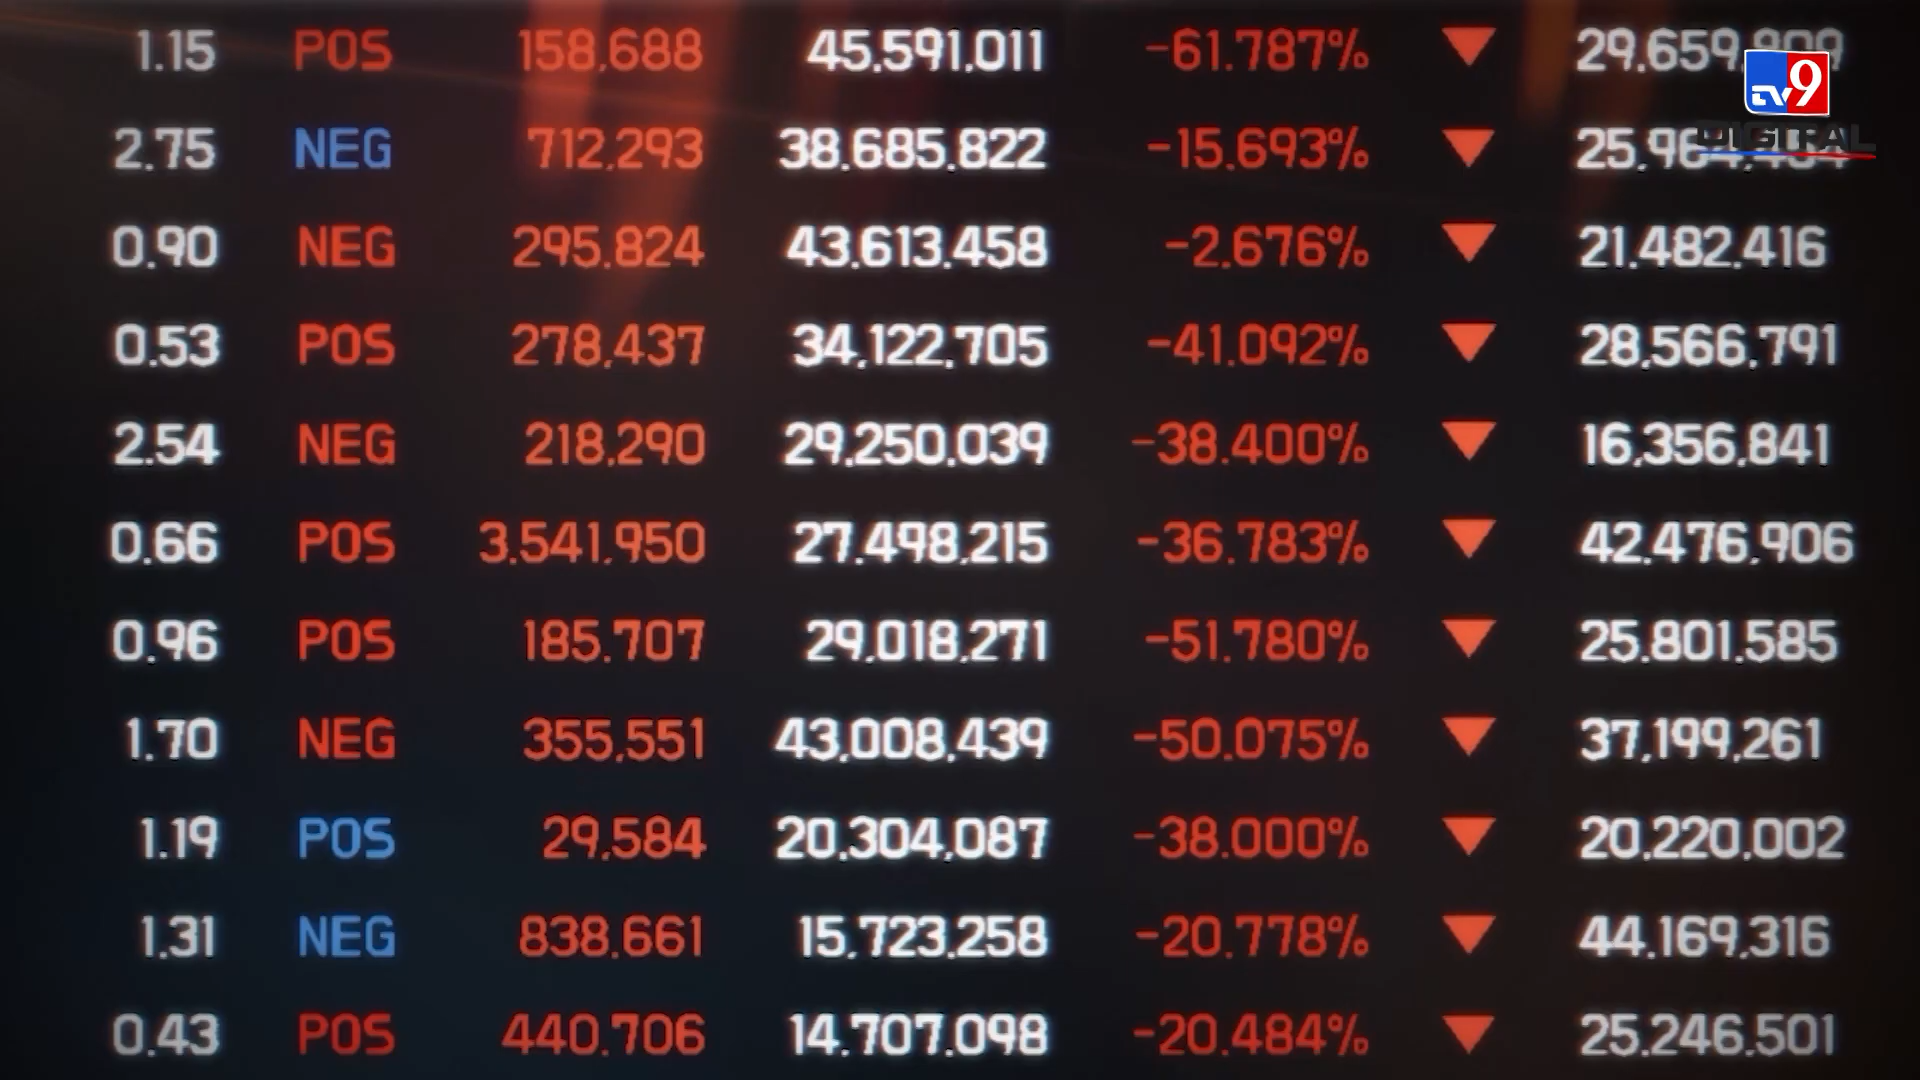 1.15 POS 158,688 45,591,011 -61.787% ▼ 29,659,909
tv9
2.75 NEG 712,293 38,685,822 -15.693% ▼
DIGITAL
0.90 NEG 295,824 43,613,458 -2.676% ▼ 21,482,416
0.53 POS 278,437 34,122,705 -41.092% ▼ 28,566,791
2.54 NEG 218,290 29,250,039 -38.400% ▼ 16,356,841
0.66 POS 3,541,950 27,498,215 -36.783% ▼ 42,476,906
0.96 POS 185,707 29,018,271 -51.780% ▼ 25,801,585
1.70 NEG 355,551 43,008,439 -50.075% ▼ 37,199,261
1.19 POS 29,584 20,304,087 -38.000% ▼ 20,220,002
1.31 NEG 838,661 15,723,258 -20.778% ▼ 44,169,316
0.43 POS 440,706 14,707,098 -20.484% ▼ 25,246,501